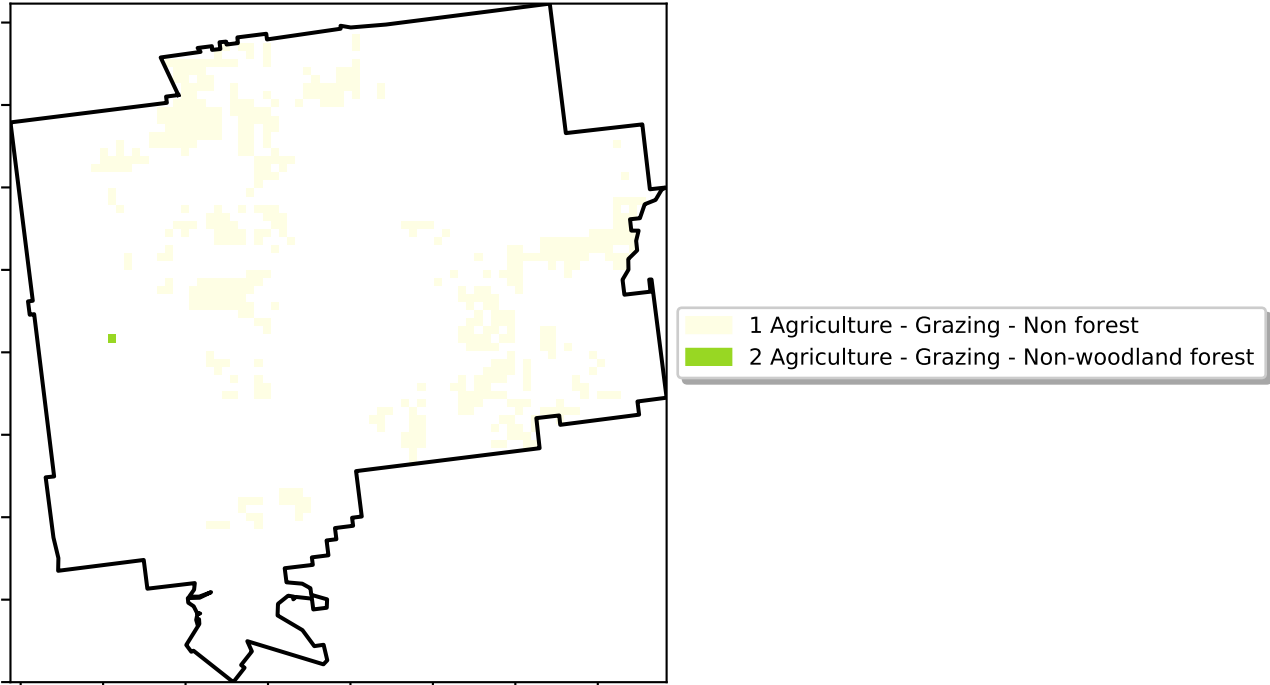 1 Agriculture - Grazing - Non forest
2 Agriculture - Grazing - Non-woodland forest